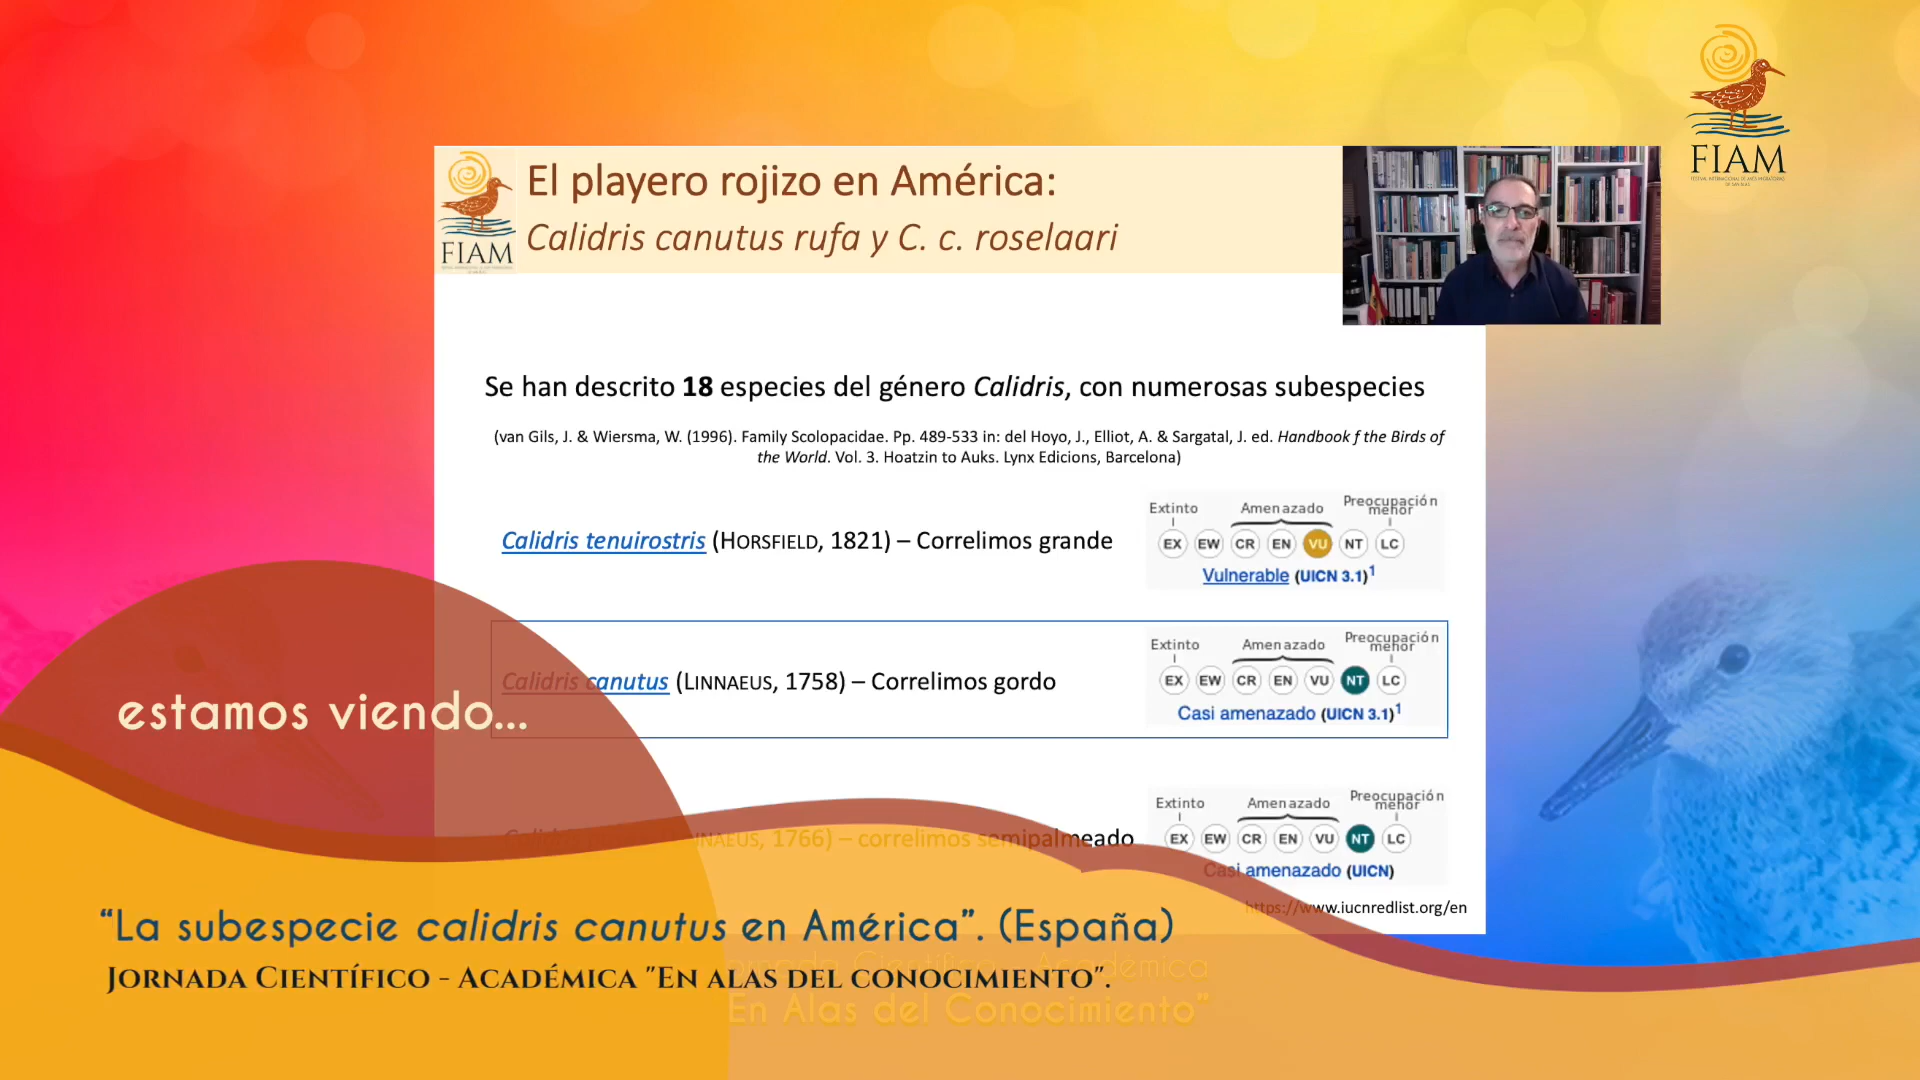 FIAM
El playero rojizo en América:
Calidris canutus rufa y C. c. roselaari
FIAM
Se han descrito 18 especies del género Calidris, con numerosas subespecies
(van Gils, J. & Wiersma, W. (1996). Family Scolopacidae. Pp. 489-533 in: del Hoyo, J., Elliot, A. & Sargatal, J. ed. Handbook f the Birds of
the World. Vol. 3. Hoatzin to Auks. Lynx Edicions, Barcelona)
Calidris tenuirostris (HORSFIELD, 1821) – Correlimos grande
Extinto Amenazado Preocupación menor
EX EW CR EN VU NT LC
Vulnerable (UICN 3.1)¹
Calidris canutus (LINNAEUS, 1758) – Correlimos gordo
Extinto Amenazado Preocupación menor
EX EW CR EN VU NT LC
Casi amenazado (UICN 3.1)¹
estamos viendo...
1766) – correlimos semipalmeado
Extinto Amenazado Preocupación menor
EX EW CR EN VU NT LC
Casi amenazado (UICN)
https://www.iucnredlist.org/en
“La subespecie calidris canutus en América”. (España)
JORNADA CIENTÍFICO - ACADÉMICA "EN ALAS DEL CONOCIMIENTO".
Académica
En Alas del Conocimiento”